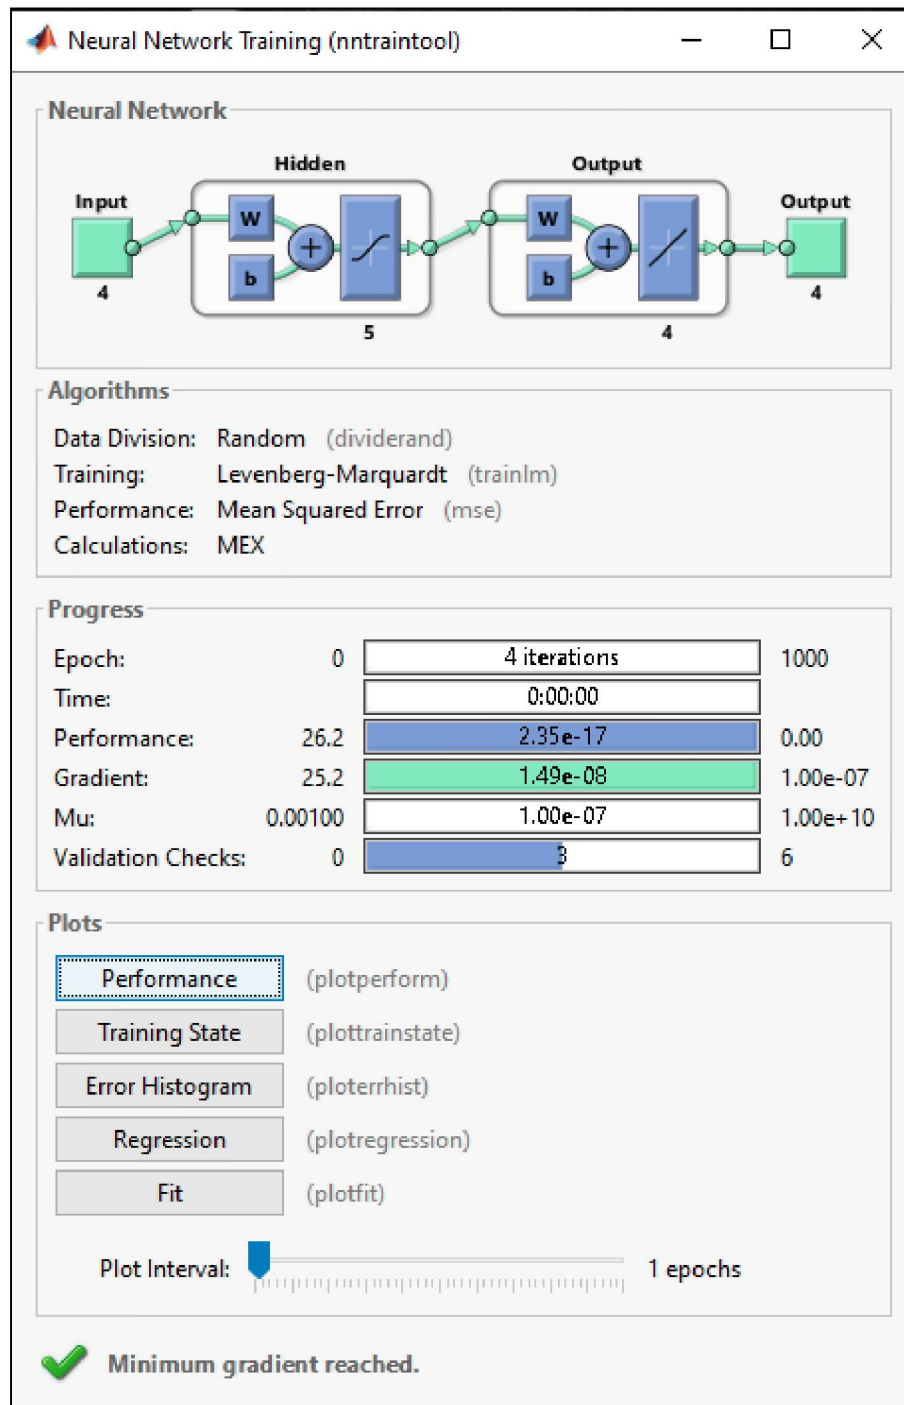 Neural Network Training (nntraintool)
Neural Network
Hidden Output
Input Output
W W
b b
4 4
5 4
Algorithms
Data Division: Random (dividerand)
Training: Levenberg-Marquardt (trainlm)
Performance: Mean Squared Error (mse)
Calculations: MEX
Progress
Epoch: 0 4 iterations 1000
Time: 0:00:00
Performance: 26.2 2.35e-17 0.00
Gradient: 25.2 1.49e-08 1.00e-07
Mu: 0.00100 1.00e-07 1.00e+10
Validation Checks: 0 3 6
Plots
Performance (plotperform)
Training State (plottrainstate)
Error Histogram (ploterrhist)
Regression (plotregression)
Fit (plotfit)
Plot Interval: 1 epochs
Minimum gradient reached.